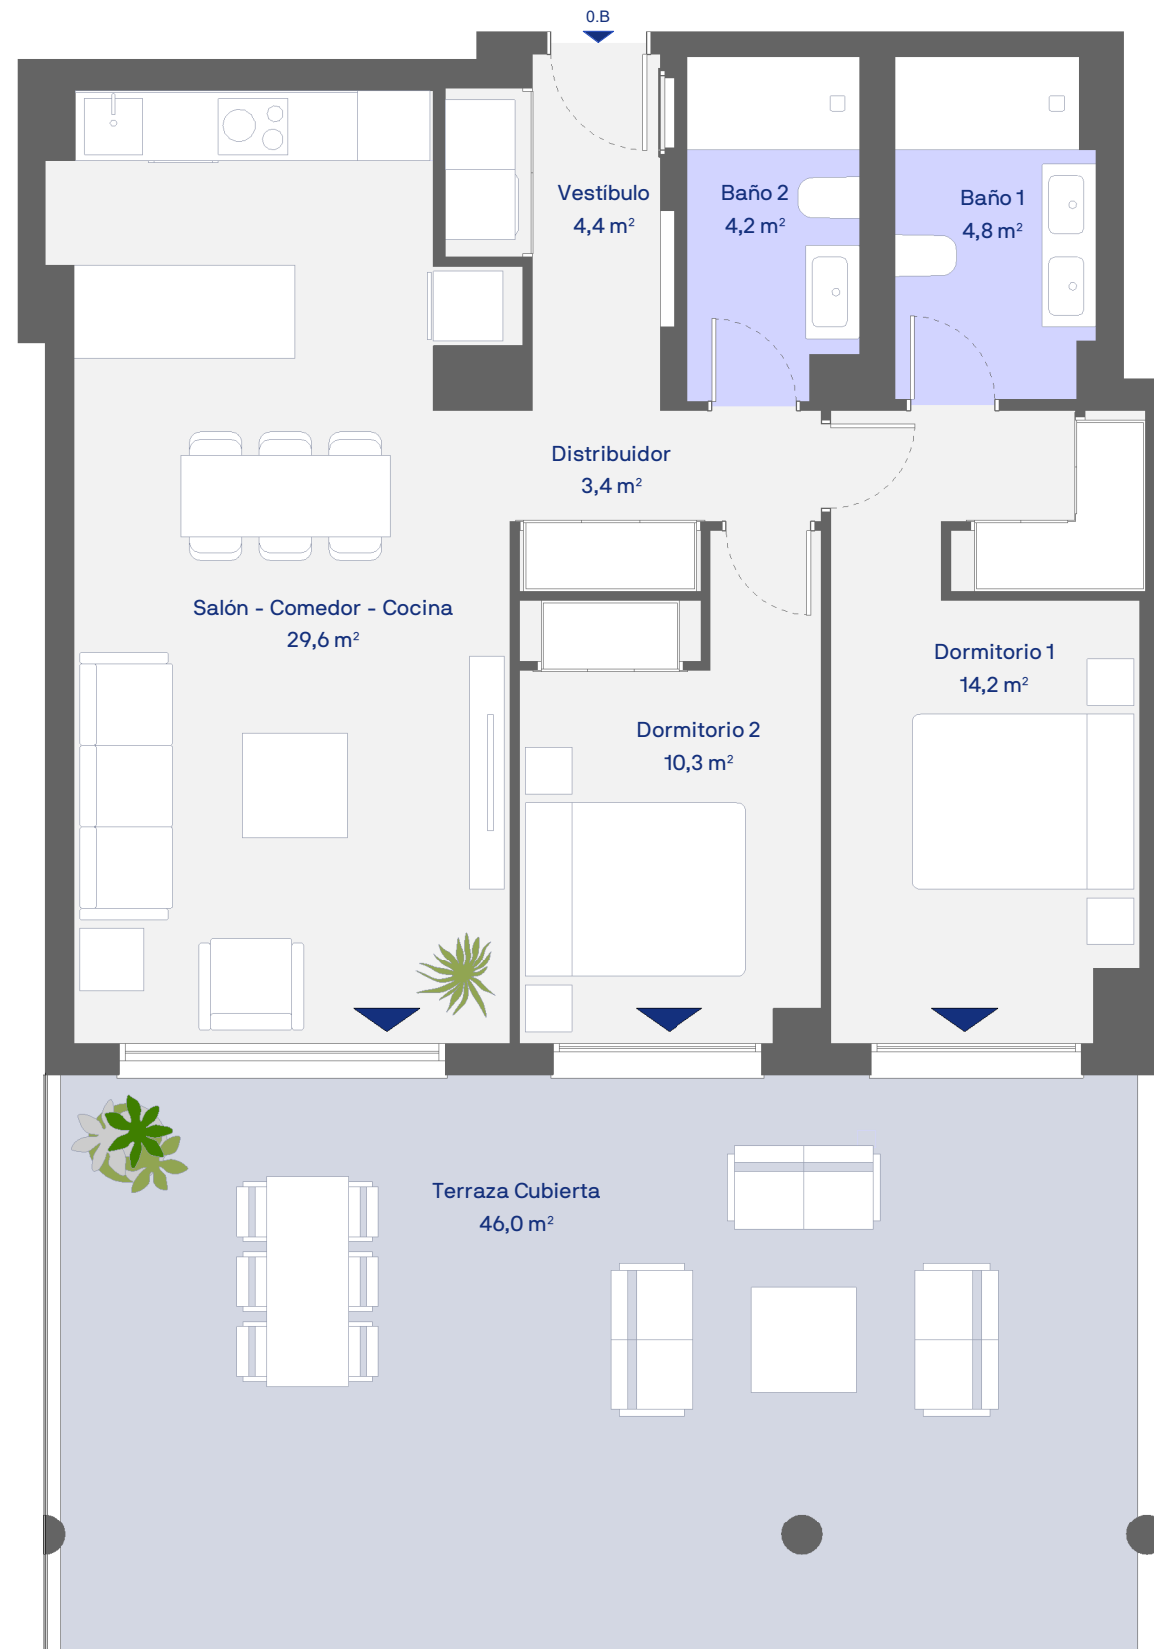 0.B
Vestíbulo
4,4 m²
Baño 2
4,2 m²
Baño 1
4,8 m²
Distribuidor
3,4 m²
Salón - Comedor - Cocina
29,6 m²
Dormitorio 1
14,2 m²
Dormitorio 2
10,3 m²
Terraza Cubierta
46,0 m²